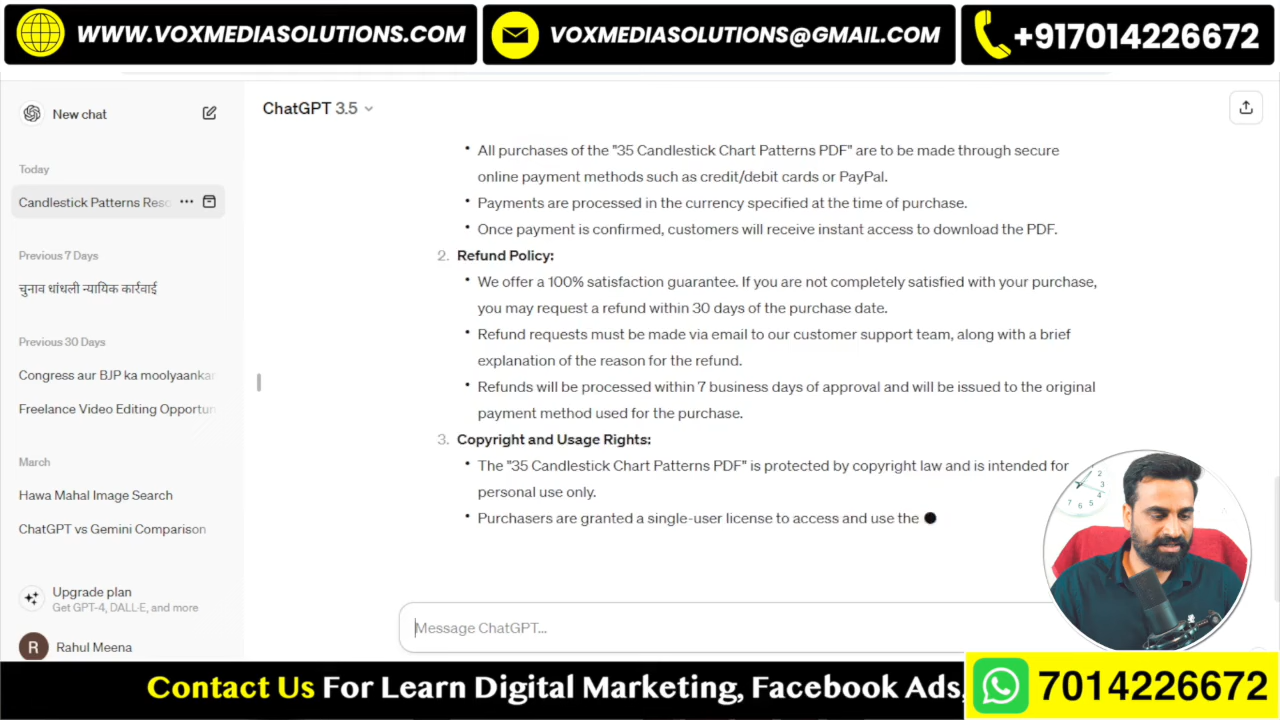 WWW.VOXMEDIASOLUTIONS.COM
VOXMEDIASOLUTIONS@GMAIL.COM
+917014226672
New chat
ChatGPT 3.5
Today
Candlestick Patterns Reso
Previous 7 Days
चुनाव धांधली न्यायिक कार्रवाई
Previous 30 Days
Congress aur BJP ka moolyaankan
Freelance Video Editing Opportun
March
Hawa Mahal Image Search
ChatGPT vs Gemini Comparison
Upgrade plan
Get GPT-4, DALL·E, and more
R
Rahul Meena
• All purchases of the "35 Candlestick Chart Patterns PDF" are to be made through secure
online payment methods such as credit/debit cards or PayPal.
• Payments are processed in the currency specified at the time of purchase.
• Once payment is confirmed, customers will receive instant access to download the PDF.
2. Refund Policy:
• We offer a 100% satisfaction guarantee. If you are not completely satisfied with your purchase,
you may request a refund within 30 days of the purchase date.
• Refund requests must be made via email to our customer support team, along with a brief
explanation of the reason for the refund.
• Refunds will be processed within 7 business days of approval and will be issued to the original
payment method used for the purchase.
3. Copyright and Usage Rights:
• The "35 Candlestick Chart Patterns PDF" is protected by copyright law and is intended for
personal use only.
• Purchasers are granted a single-user license to access and use the
Message ChatGPT...
Contact Us For Learn Digital Marketing, Facebook Ads,
7014226672